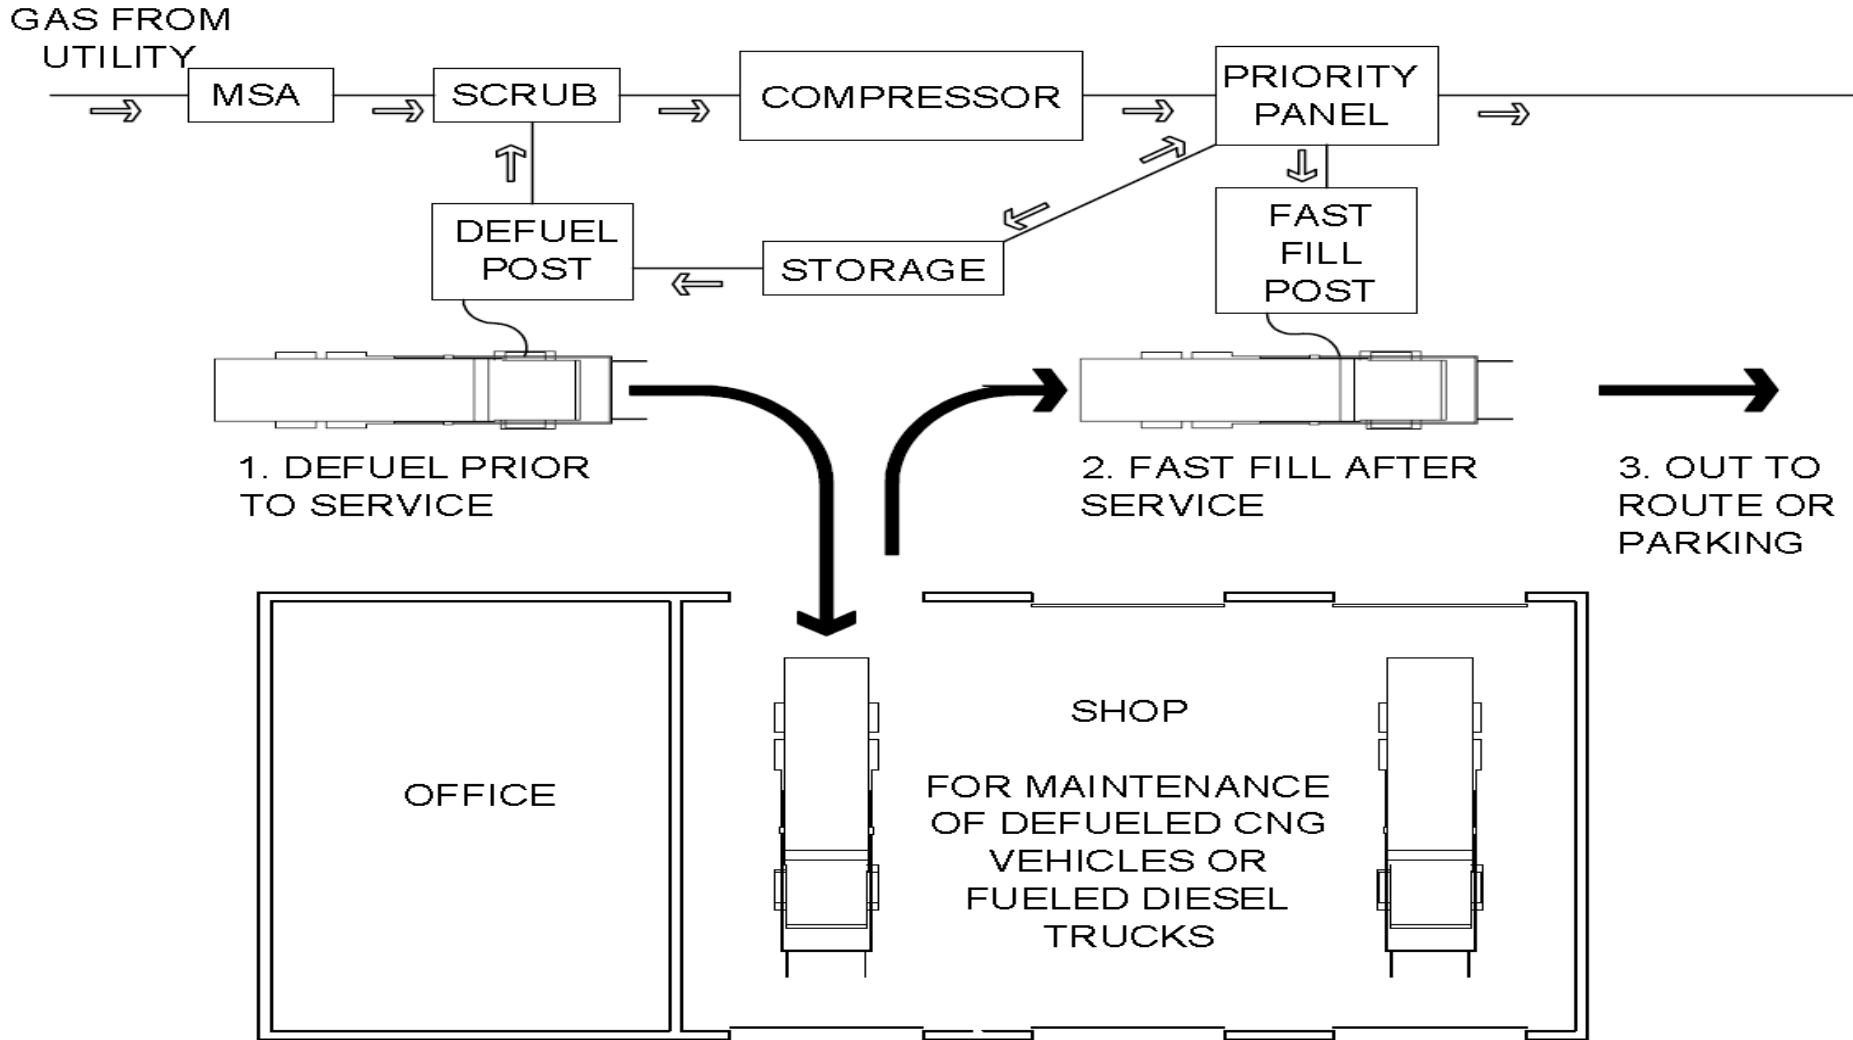 GAS FROM
UTILITY
MSA
SCRUB
COMPRESSOR
PRIORITY
PANEL
DEFUEL
POST
STORAGE
FAST
FILL
POST
1. DEFUEL PRIOR
TO SERVICE
2. FAST FILL AFTER
SERVICE
3. OUT TO
ROUTE OR
PARKING
OFFICE
SHOP
FOR MAINTENANCE
OF DEFUELED CNG
VEHICLES OR
FUELED DIESEL
TRUCKS